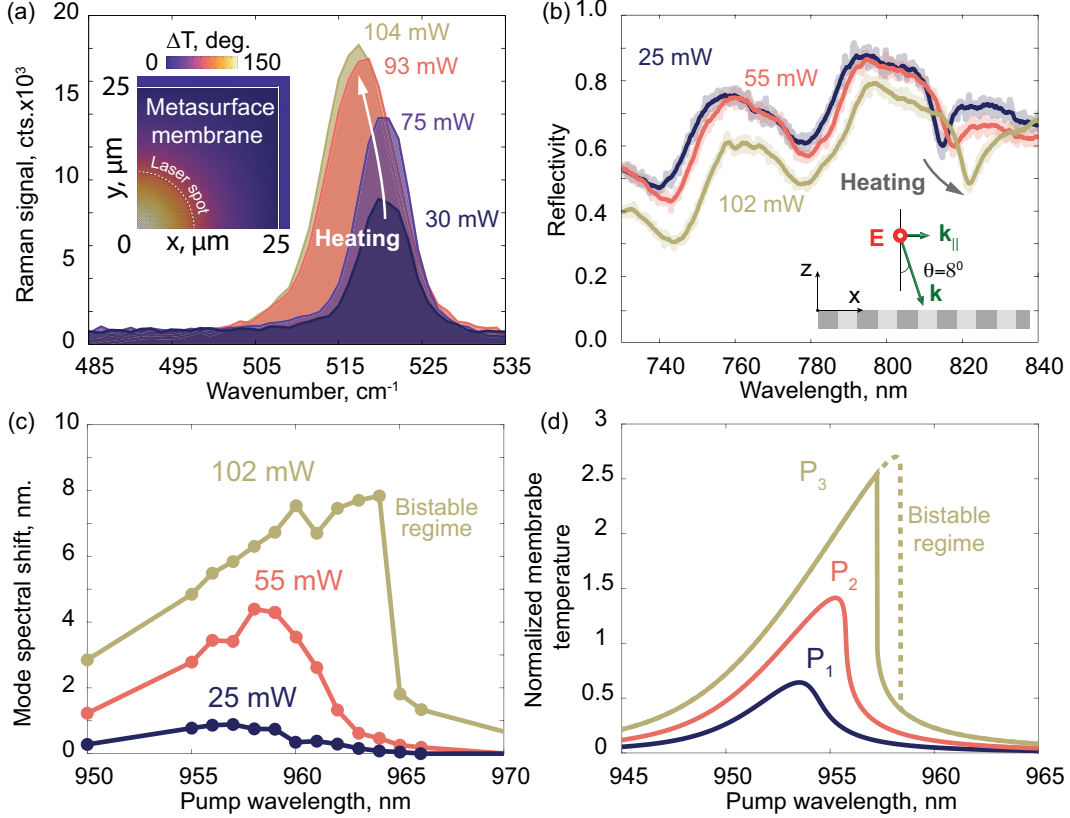 (a)
20
15
10
5
0
Raman signal, cts.x10³
485
495
505
515
525
535
Wavenumber, cm⁻¹
104 mW
93 mW
75 mW
30 mW
Heating
ΔT, deg.
0
150
25
Metasurface
membrane
Laser spot
y, μm
0
x, μm
25
(b)
1.0
0.8
0.6
0.4
0.2
0.0
Reflectivity
740
760
780
800
820
840
Wavelength, nm
25 mW
55 mW
102 mW
Heating
E
k||
θ=8⁰
k
z
x
(c)
10
8
6
4
2
0
Mode spectral shift, nm.
950
955
960
965
970
Pump wavelength, nm
102 mW
55 mW
25 mW
Bistable
regime
(d)
3
2.5
2
1.5
1
0.5
0
Normalized membrabe
temperature
945
950
955
960
965
Pump wavelength, nm
P₃
P₂
P₁
Bistable
regime